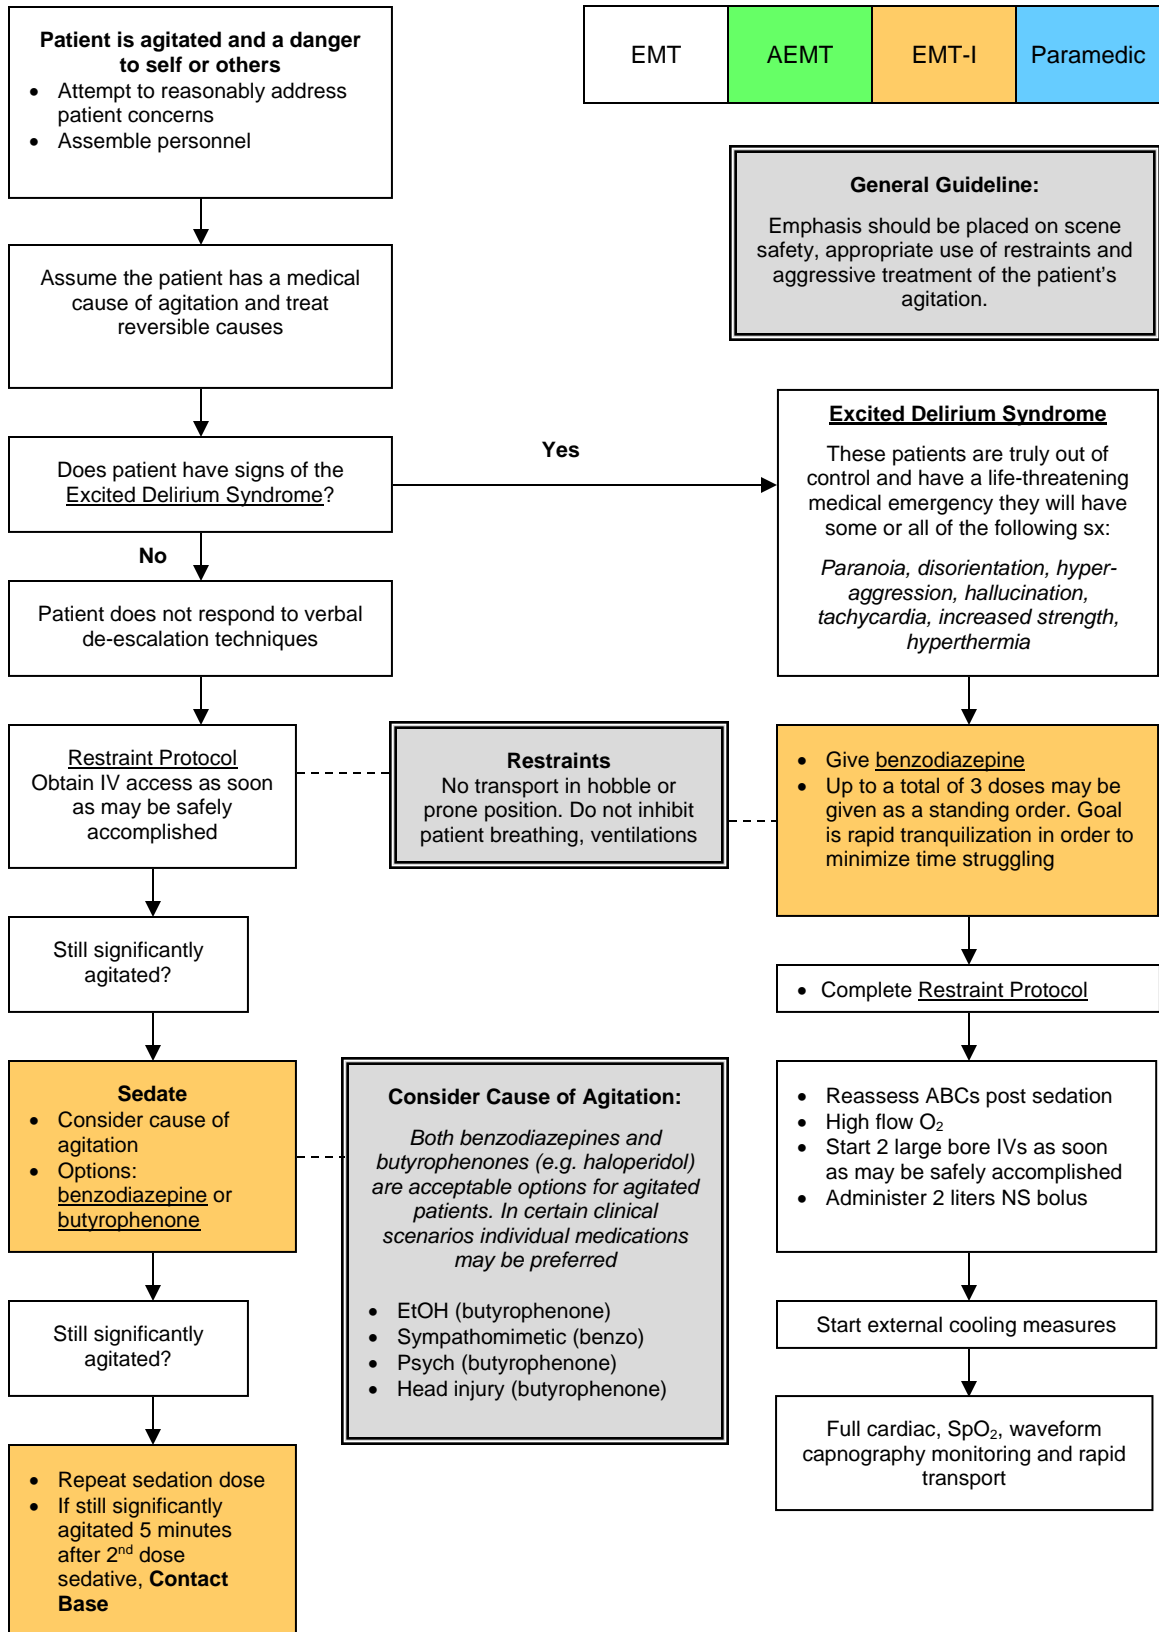 Patient is agitated and a danger
to self or others
• Attempt to reasonably address
patient concerns
• Assemble personnel
EMT
AEMT
EMT-I
Paramedic
General Guideline:
Emphasis should be placed on scene
safety, appropriate use of restraints and
aggressive treatment of the patient’s
agitation.
Assume the patient has a medical
cause of agitation and treat
reversible causes
Does patient have signs of the
Excited Delirium Syndrome?
Yes
No
Excited Delirium Syndrome
These patients are truly out of
control and have a life-threatening
medical emergency they will have
some or all of the following sx:
Paranoia, disorientation, hyper-
aggression, hallucination,
tachycardia, increased strength,
hyperthermia
Patient does not respond to verbal
de-escalation techniques
Restraint Protocol
Obtain IV access as soon
as may be safely
accomplished
Restraints
No transport in hobble or
prone position. Do not inhibit
patient breathing, ventilations
• Give benzodiazepine
• Up to a total of 3 doses may be
given as a standing order. Goal
is rapid tranquilization in order to
minimize time struggling
Still significantly
agitated?
• Complete Restraint Protocol
Sedate
• Consider cause of
agitation
• Options:
benzodiazepine or
butyrophenone
Consider Cause of Agitation:
Both benzodiazepines and
butyrophenones (e.g. haloperidol)
are acceptable options for agitated
patients. In certain clinical
scenarios individual medications
may be preferred
• EtOH (butyrophenone)
• Sympathomimetic (benzo)
• Psych (butyrophenone)
• Head injury (butyrophenone)
• Reassess ABCs post sedation
• High flow O₂
• Start 2 large bore IVs as soon
as may be safely accomplished
• Administer 2 liters NS bolus
Still significantly
agitated?
Start external cooling measures
Full cardiac, SpO₂, waveform
capnography monitoring and rapid
transport
• Repeat sedation dose
• If still significantly
agitated 5 minutes
after 2nd dose
sedative, Contact
Base